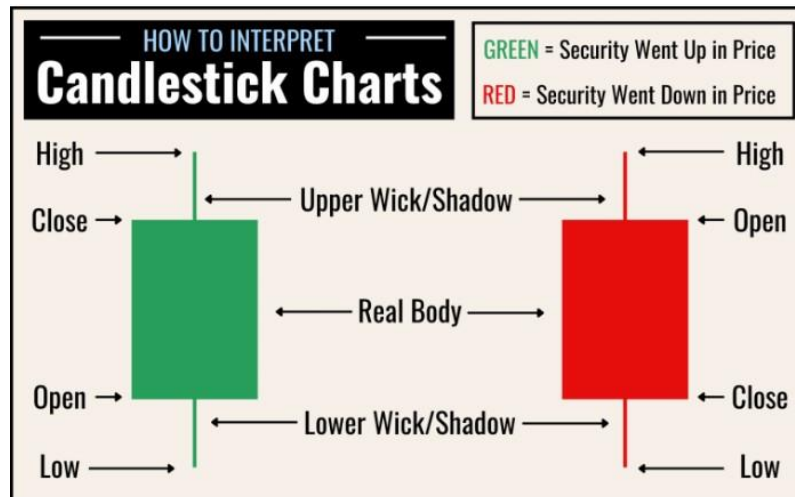 HOW TO INTERPRET
Candlestick Charts
GREEN = Security Went Up in Price
RED = Security Went Down in Price
High
High
Upper Wick/Shadow
Close
Open
Real Body
Open
Close
Lower Wick/Shadow
Low
Low